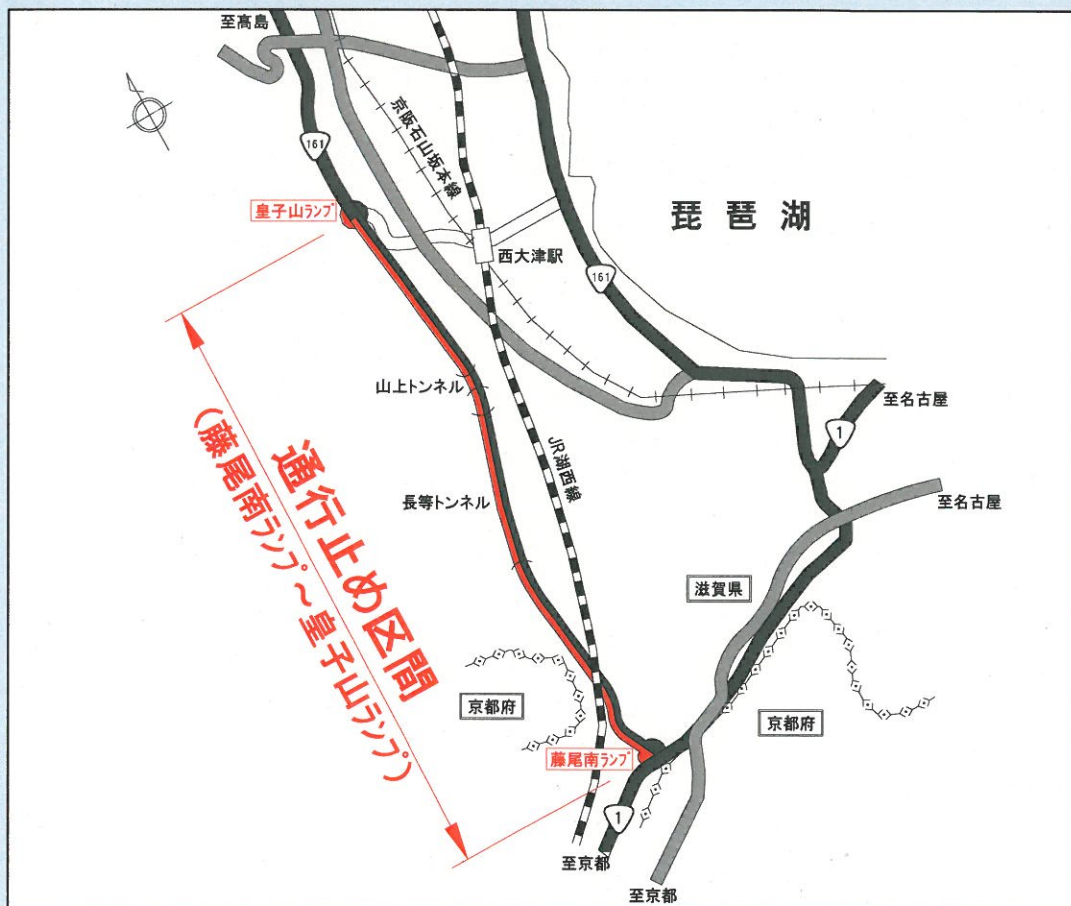 至高島
161
京阪石山坂本線
皇子山ランプ
琵琶湖
西大津駅
161
山上トンネル
至名古屋
1
JR湖西線
長等トンネル
至名古屋
通行止め区間
(藤尾南ランプ～皇子山ランプ)
滋賀県
京都府
京都府
藤尾南ランプ
1
至京都
至京都